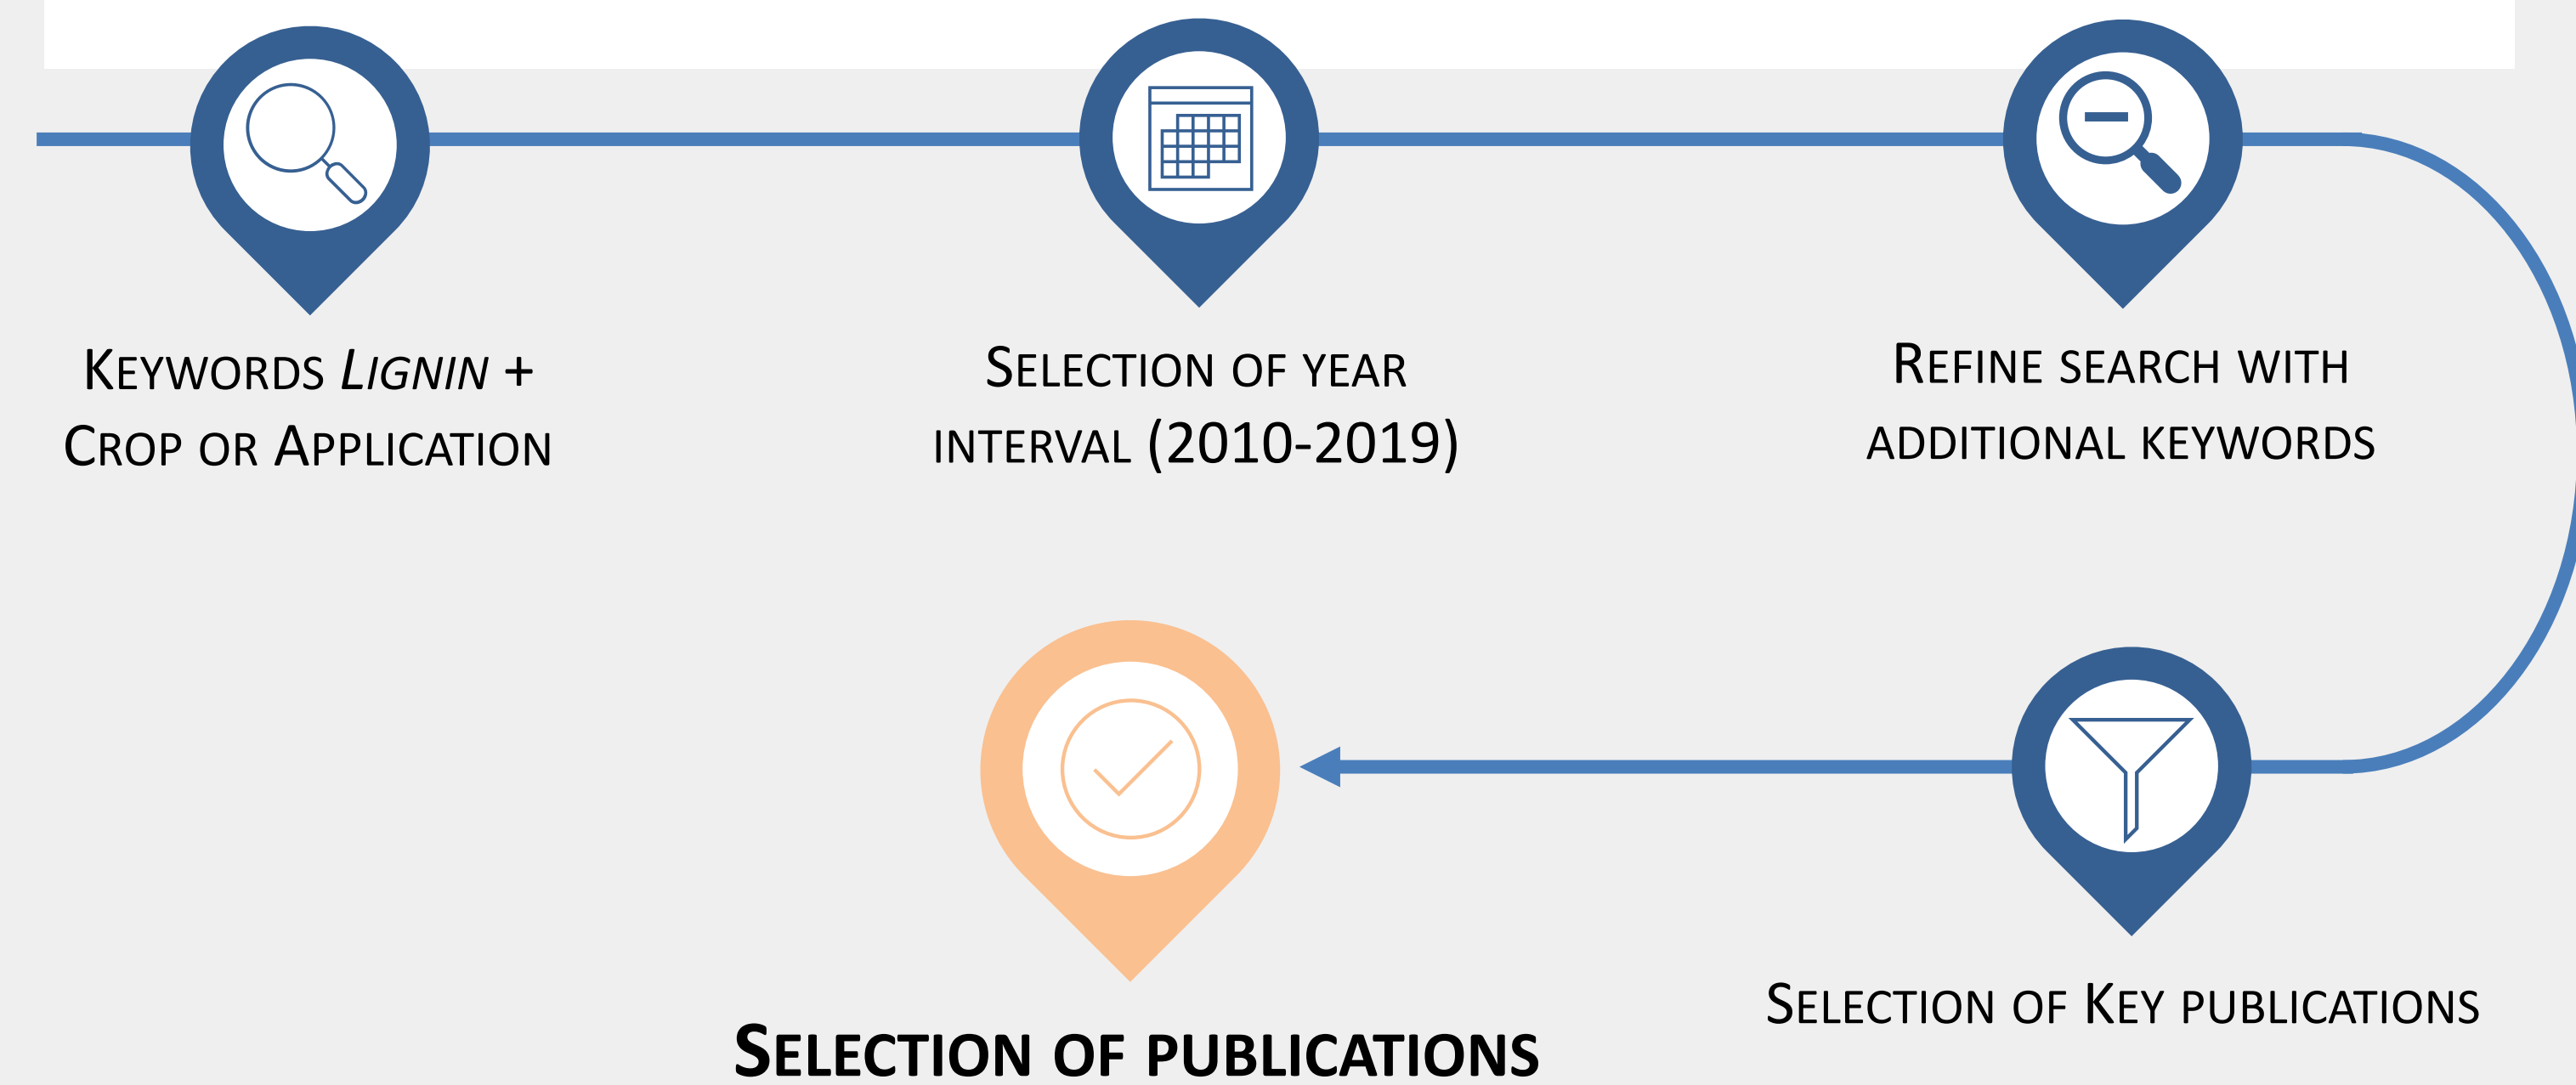 Keywords Lignin +
Crop or Application
Selection of year
interval (2010-2019)
Refine search with
additional keywords
Selection of Key publications
Selection of publications